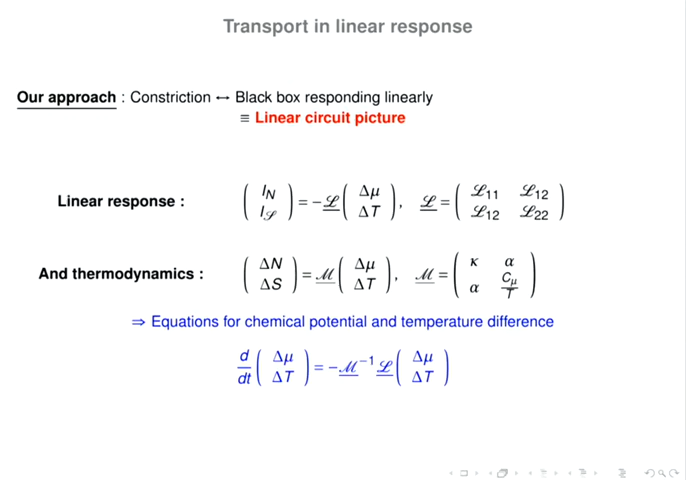 Transport in linear response
Our approach : Constriction ↔ Black box responding linearly
≡ Linear circuit picture
Linear response : ( I_N I_𝒮 ) = −ℒ ( Δμ ΔT ), ℒ = ( ℒ11 ℒ12 ℒ12 ℒ22 )
And thermodynamics : ( ΔN ΔS ) = ℳ ( Δμ ΔT ), ℳ = ( κ α α C_μ/T )
⇒ Equations for chemical potential and temperature difference
d/dt ( Δμ ΔT ) = −ℳ⁻¹ ℒ ( Δμ ΔT )